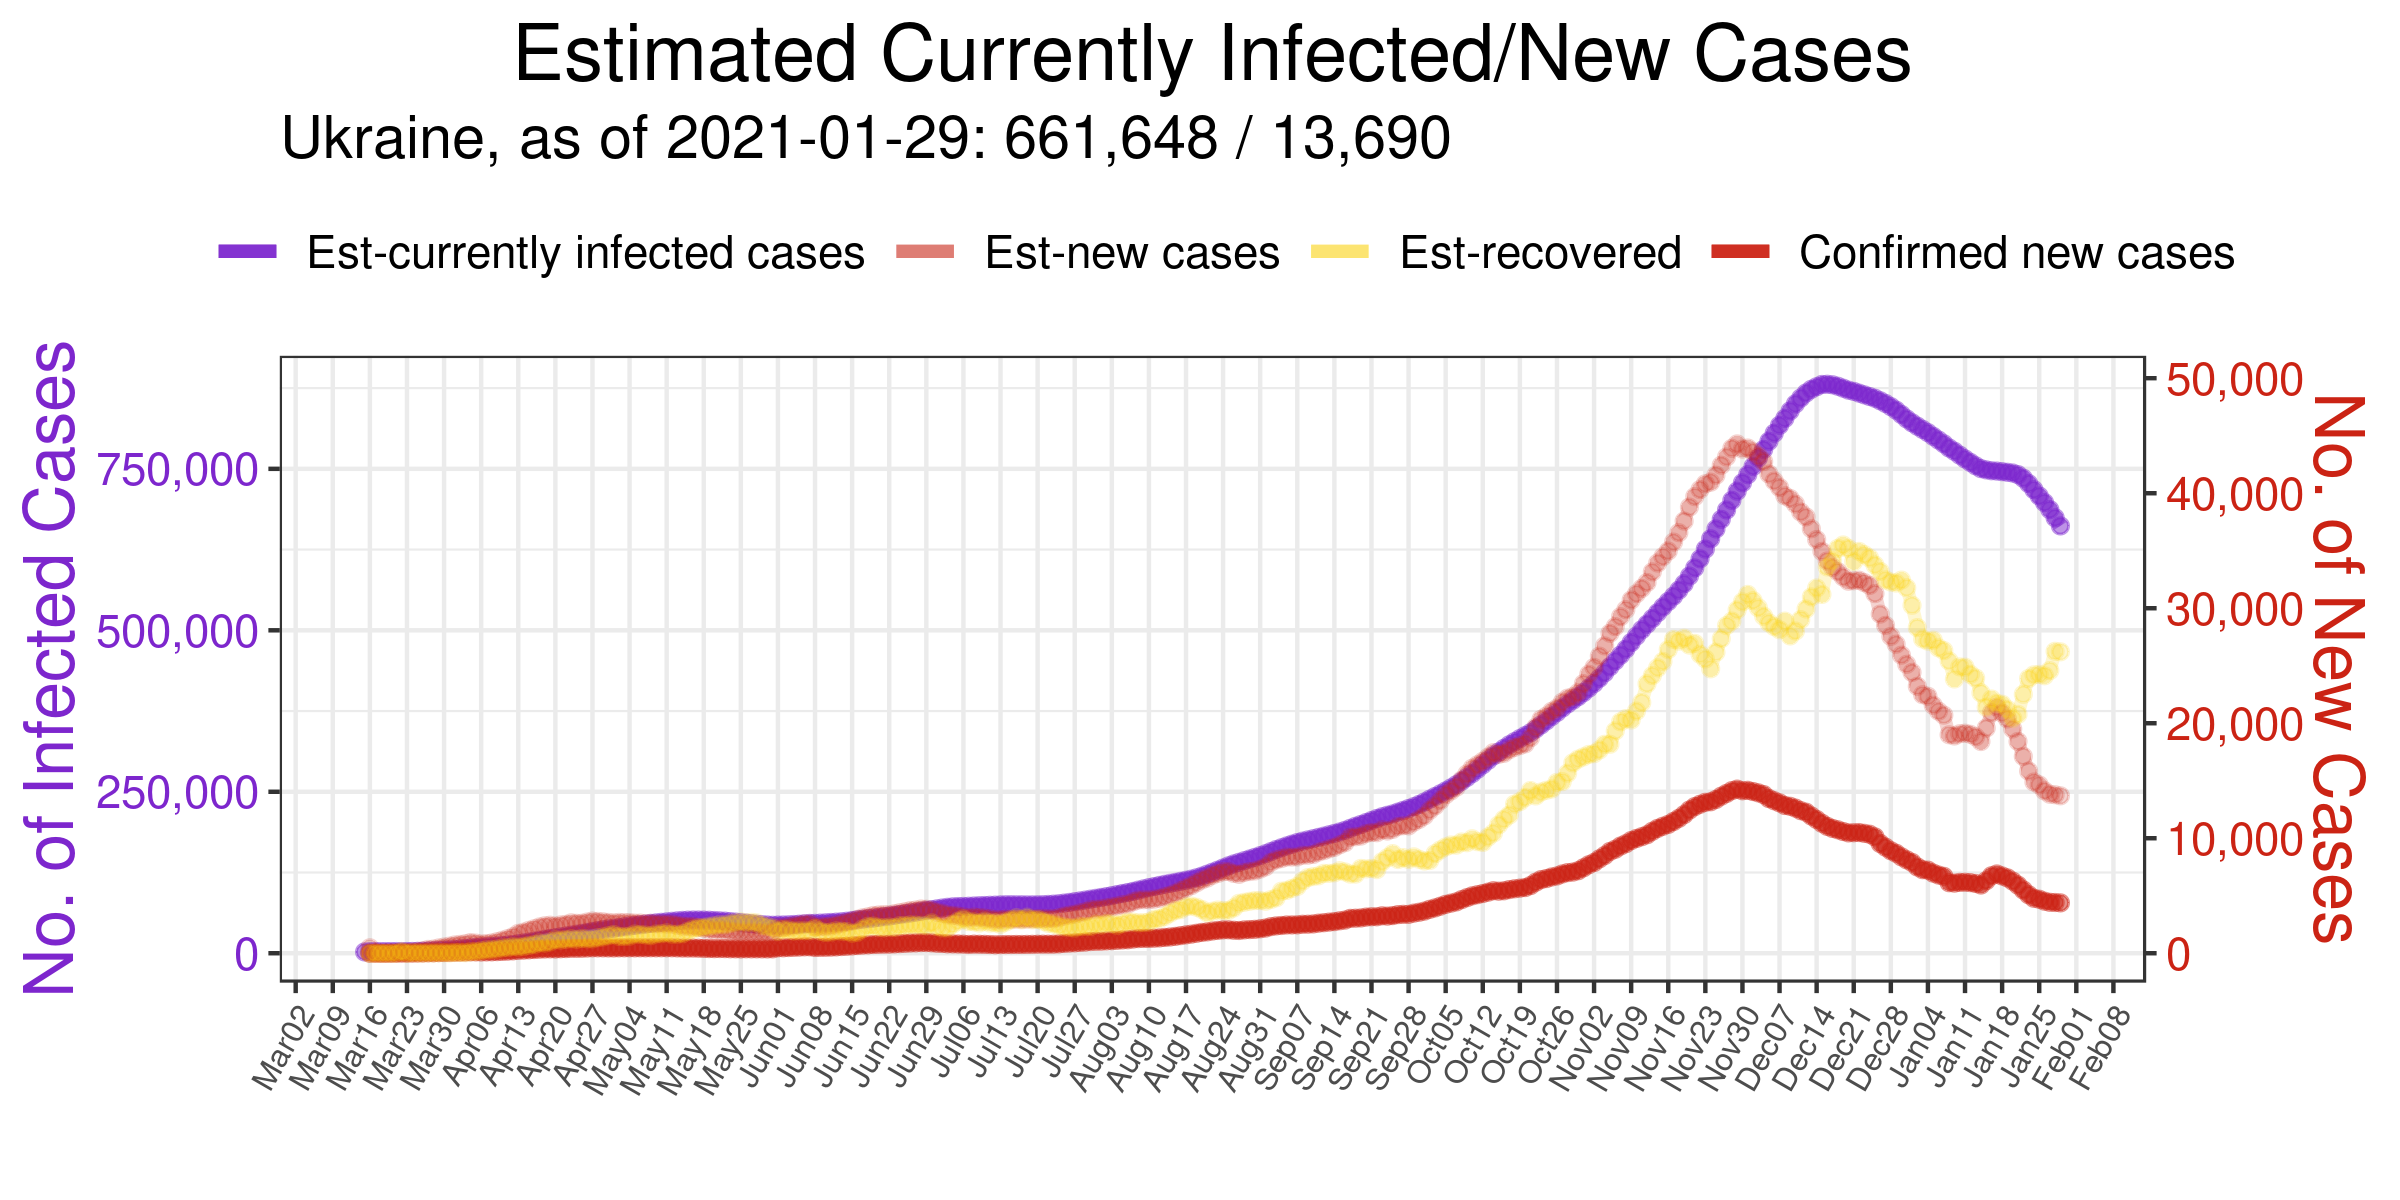 Estimated Currently Infected/New Cases
Ukraine, as of 2021-01-29: 661,648 / 13,690
Est-currently infected cases Est-new cases Est-recovered Confirmed new cases
No. of Infected Cases
750,000
500,000
250,000
0
50,000
40,000
30,000
20,000
10,000
0
No. of New Cases
Mar02 Mar09 Mar16 Mar23 Mar30 Apr06 Apr13 Apr20 Apr27 May04 May11 May18 May25 Jun01 Jun08 Jun15 Jun22 Jun29 Jul06 Jul13 Jul20 Jul27 Aug03 Aug10 Aug17 Aug24 Aug31 Sep07 Sep14 Sep21 Sep28 Oct05 Oct12 Oct19 Oct26 Nov02 Nov09 Nov16 Nov23 Nov30 Dec07 Dec14 Dec21 Dec28 Jan04 Jan11 Jan18 Jan25 Feb01 Feb08